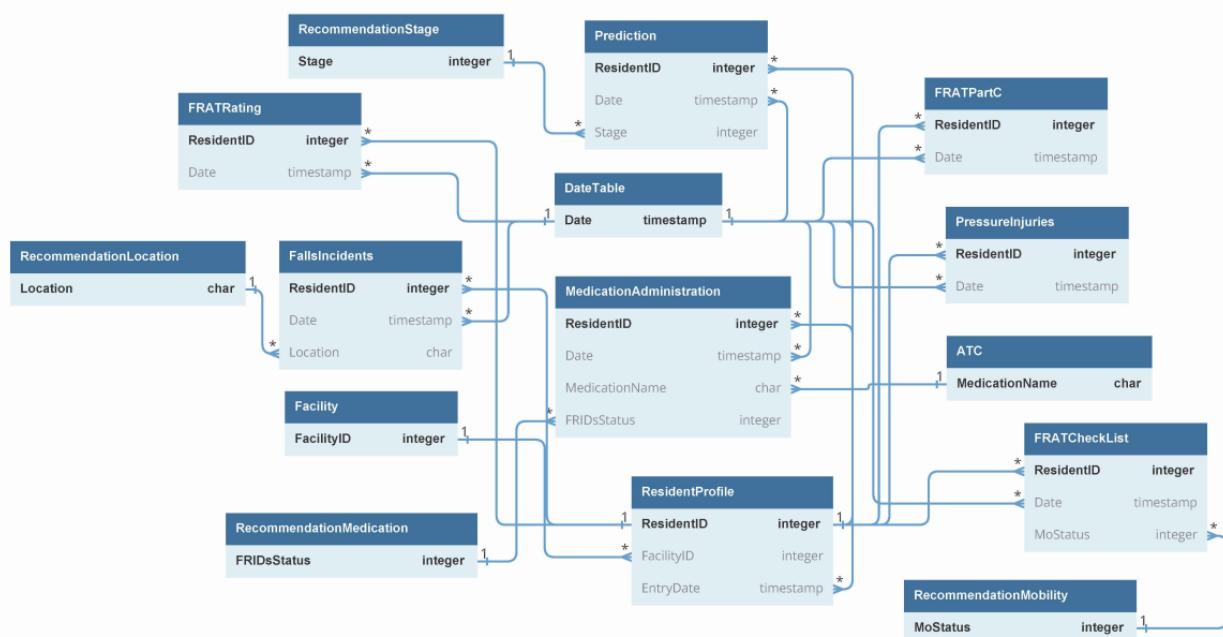 RecommendationStage
Stage integer
Prediction
ResidentID integer
Date timestamp
Stage integer
FRATRating
ResidentID integer
Date timestamp
FRATPartC
ResidentID integer
Date timestamp
DateTable
Date timestamp
PressureInjuries
ResidentID integer
Date timestamp
RecommendationLocation
Location char
FallsIncidents
ResidentID integer
Date timestamp
Location char
MedicationAdministration
ResidentID integer
Date timestamp
MedicationName char
FRIDsStatus integer
ATC
MedicationName char
Facility
FacilityID integer
FRATCheckList
ResidentID integer
Date timestamp
MoStatus integer
ResidentProfile
ResidentID integer
FacilityID integer
EntryDate timestamp
RecommendationMedication
FRIDsStatus integer
RecommendationMobility
MoStatus integer
1
*
*
*
*
*
*
*
1
1
*
*
1
*
*
*
*
*
*
1
*
1
*
*
*
1
1
*
*
1
*
1